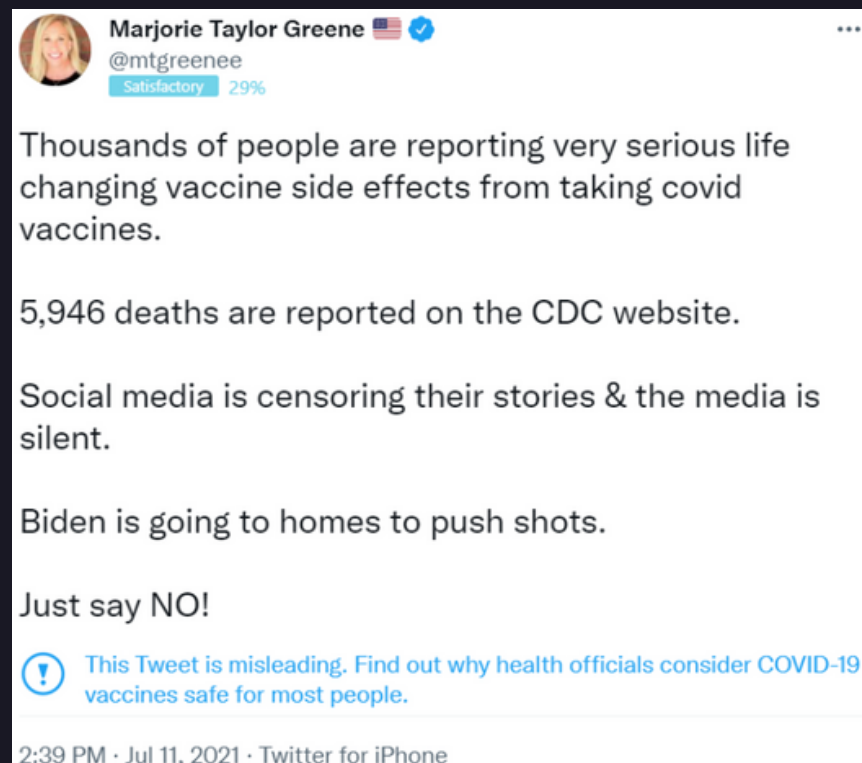 Marjorie Taylor Greene
@mtgreenee
Satisfactory 29%
Thousands of people are reporting very serious life
changing vaccine side effects from taking covid
vaccines.
5,946 deaths are reported on the CDC website.
Social media is censoring their stories & the media is
silent.
Biden is going to homes to push shots.
Just say NO!
This Tweet is misleading. Find out why health officials consider COVID-19
vaccines safe for most people.
2:39 PM · Jul 11, 2021 · Twitter for iPhone